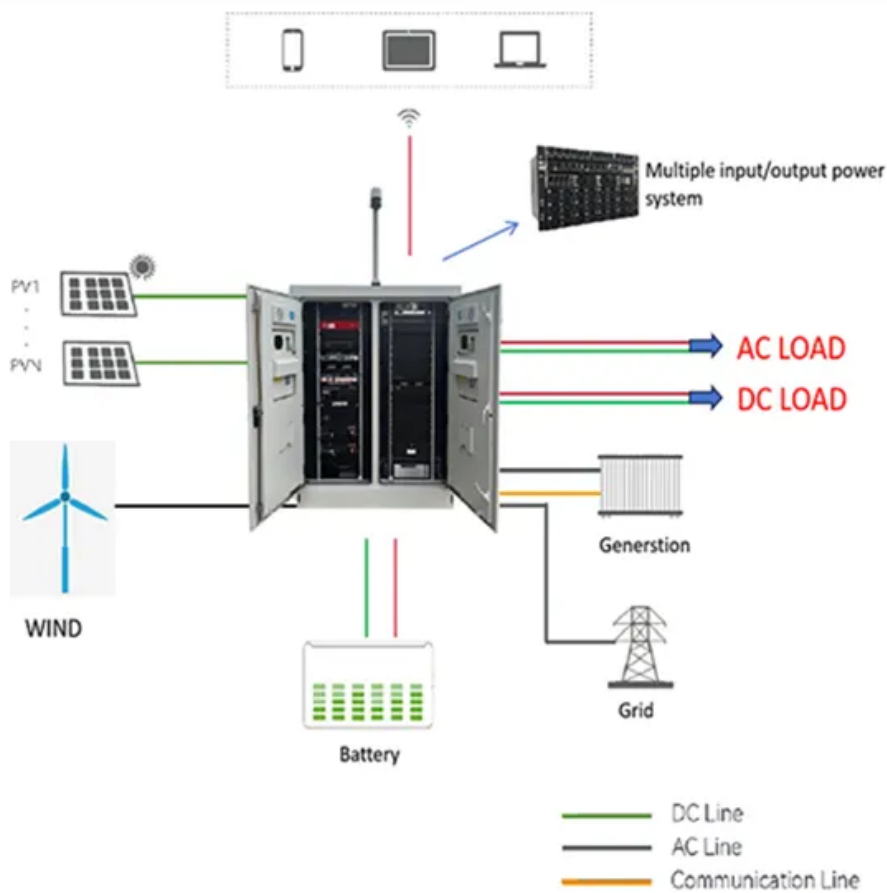 Multiple input/output power
system
PV1
PVN
AC LOAD
DC LOAD
WIND
Generstion
Grid
Battery
DC Line
AC Line
Communication Line